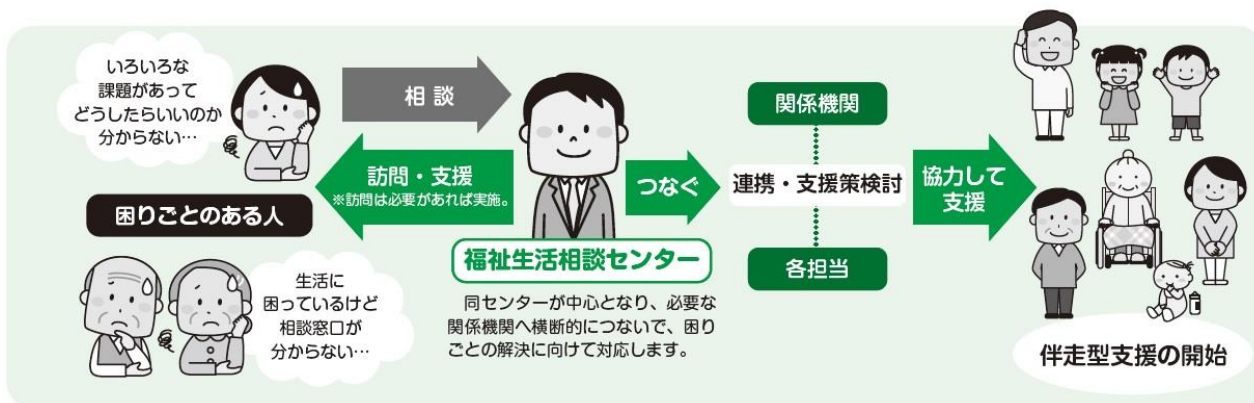 いろいろな
課題があって
どうしたらいいのか
分からない…
相談
訪問・支援
※訪問は必要があれば実施。
困りごとのある人
生活に
困っているけど
相談窓口が
分からない…
福祉生活相談センター
同センターが中心となり、必要な
関係機関へ横断的につないで、困り
ごとの解決に向けて対応します。
つなぐ
関係機関
連携・支援策検討
各担当
協力して
支援
伴走型支援の開始